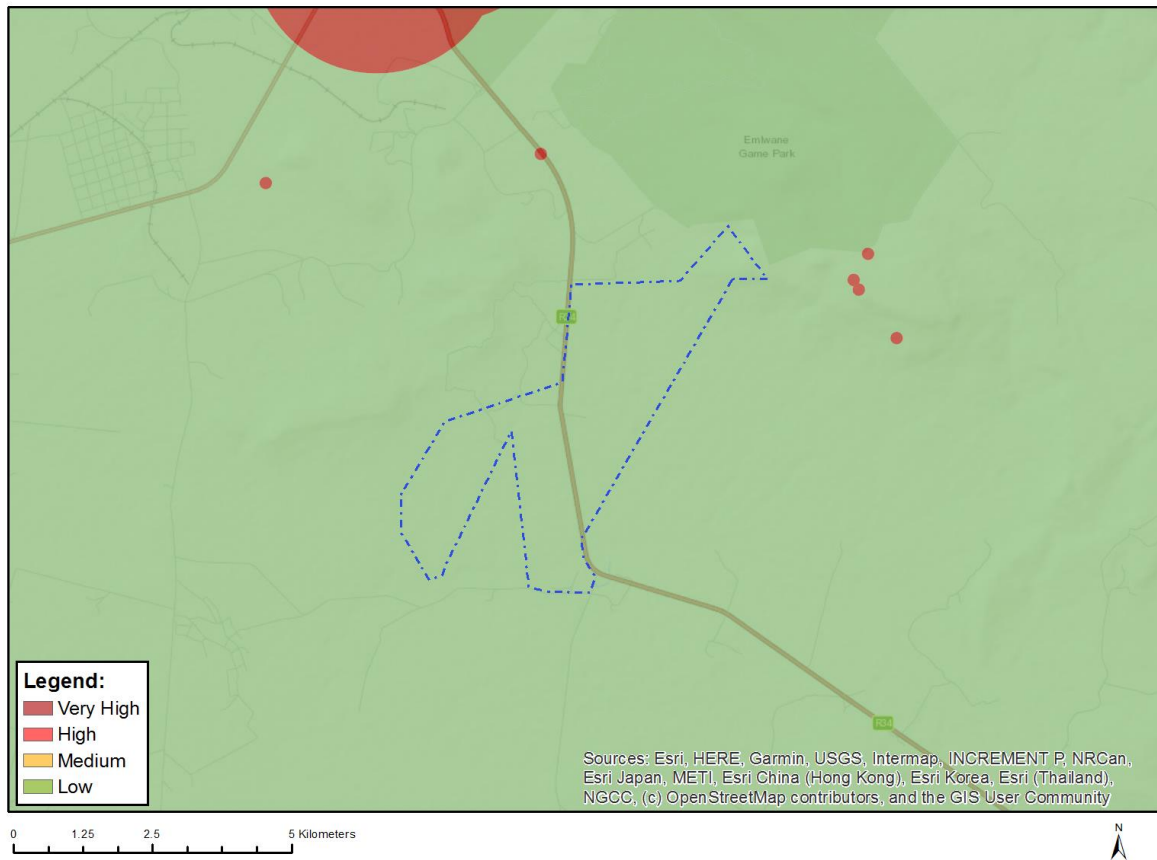 Emlwane
Game Park
R34
Legend:
Very High
High
Medium
Low
R34
Sources: Esri, HERE, Garmin, USGS, Intermap, INCREMENT P, NRCan,
Esri Japan, METI, Esri China (Hong Kong), Esri Korea, Esri (Thailand),
NGCC, (c) OpenStreetMap contributors, and the GIS User Community
0 1.25 2.5 5 Kilometers
N